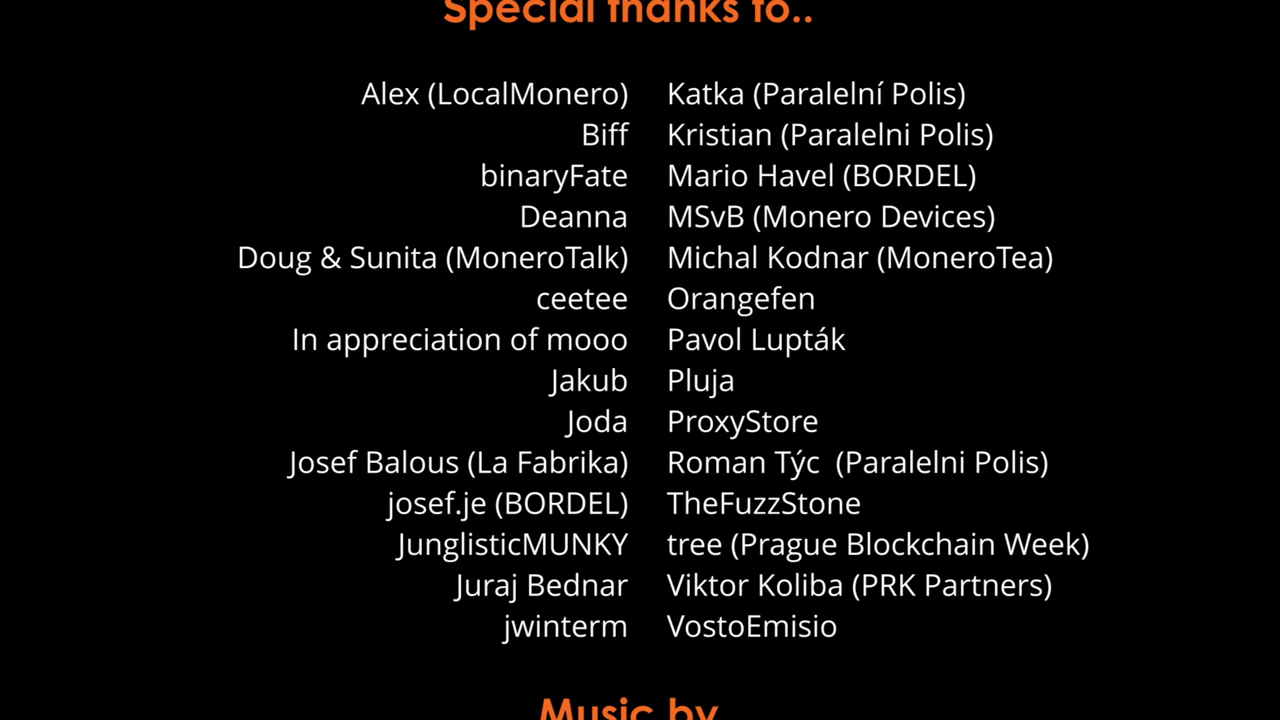 Special thanks to..
Alex (LocalMonero) Katka (Paralelní Polis)
Biff Kristian (Paralelni Polis)
binaryFate Mario Havel (BORDEL)
Deanna MSvB (Monero Devices)
Doug & Sunita (MoneroTalk) Michal Kodnar (MoneroTea)
ceetee Orangefen
In appreciation of mooo Pavol Lupták
Jakub Pluja
Joda ProxyStore
Josef Balous (La Fabrika) Roman Týc (Paralelni Polis)
josef.je (BORDEL) TheFuzzStone
JunglisticMUNKY tree (Prague Blockchain Week)
Juraj Bednar Viktor Koliba (PRK Partners)
jwinterm VostoEmisio
Music by